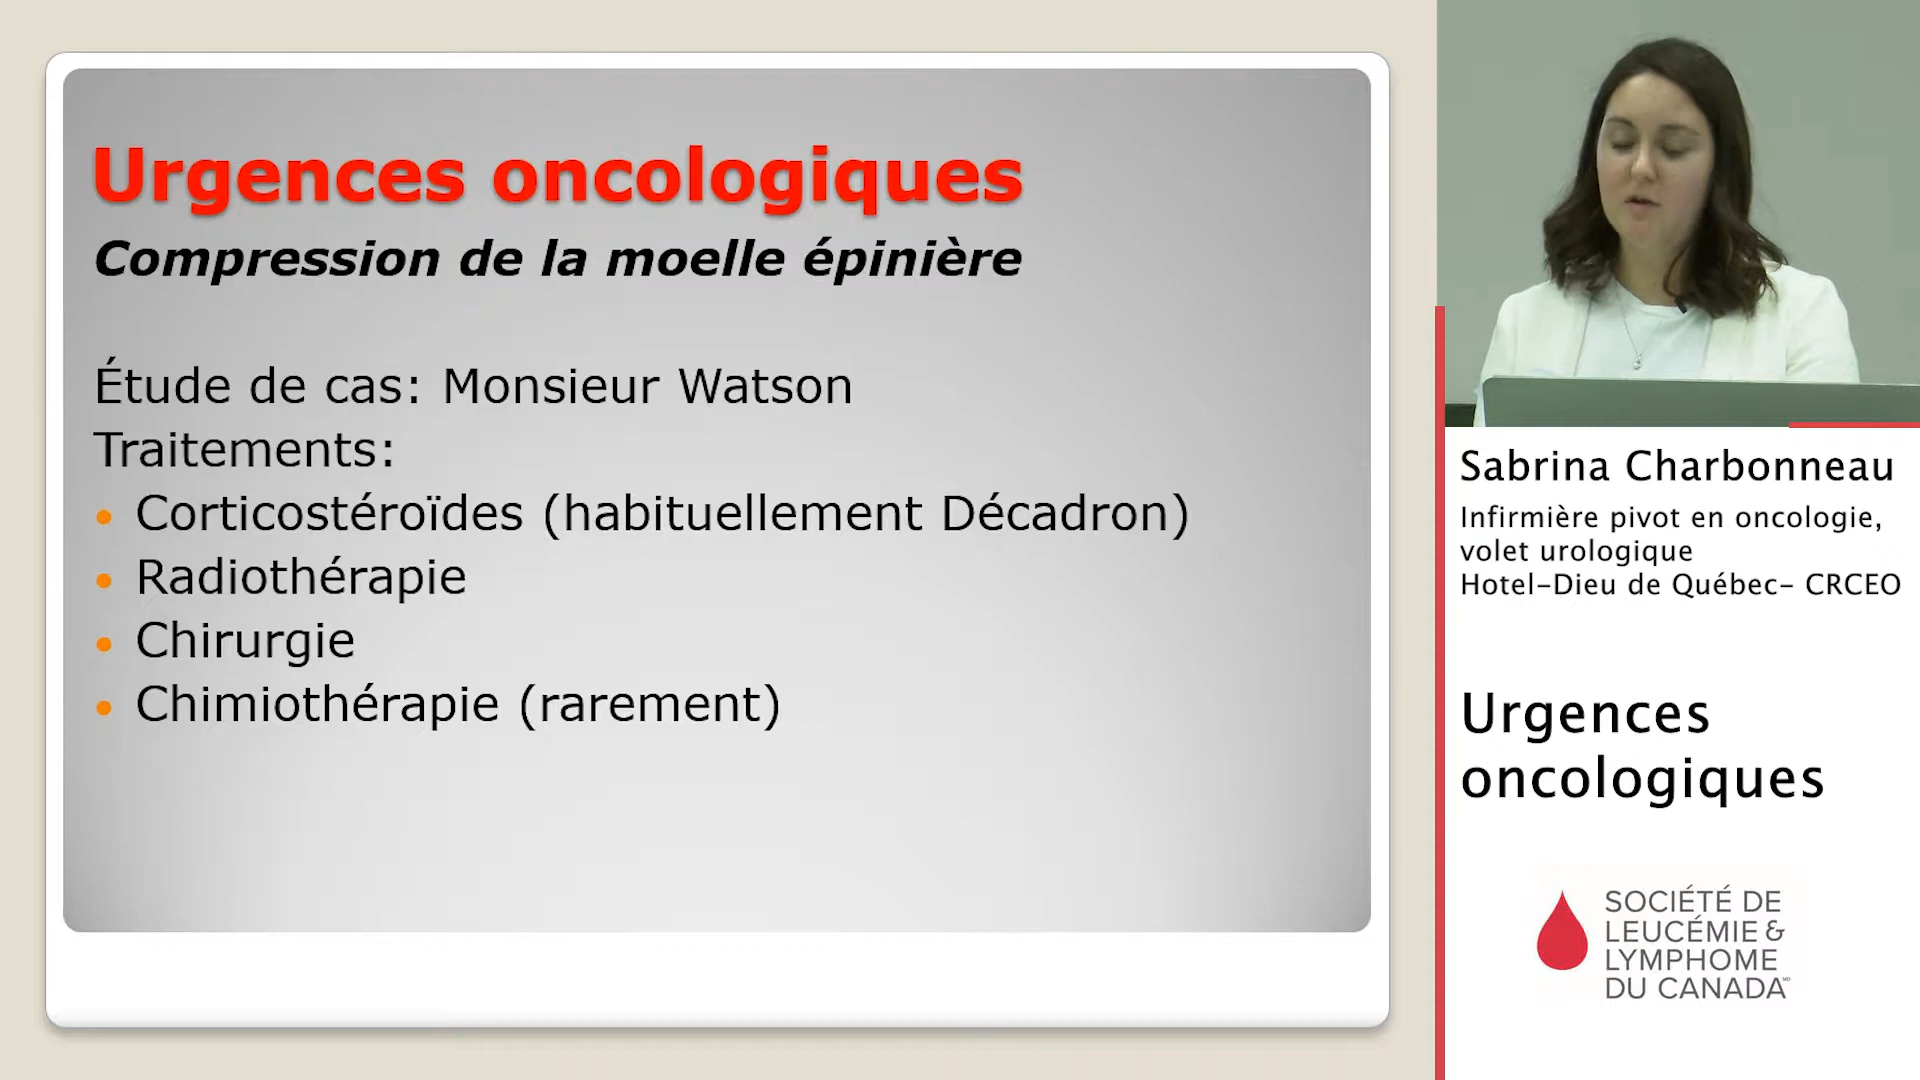 Urgences oncologiques
Compression de la moelle épinière
Étude de cas: Monsieur Watson
Traitements:
• Corticostéroïdes (habituellement Décadron)
• Radiothérapie
• Chirurgie
• Chimiothérapie (rarement)
Sabrina Charbonneau
Infirmière pivot en oncologie,
volet urologique
Hotel-Dieu de Québec- CRCEO
Urgences
oncologiques
SOCIÉTÉ DE
LEUCÉMIE &
LYMPHOME
DU CANADA